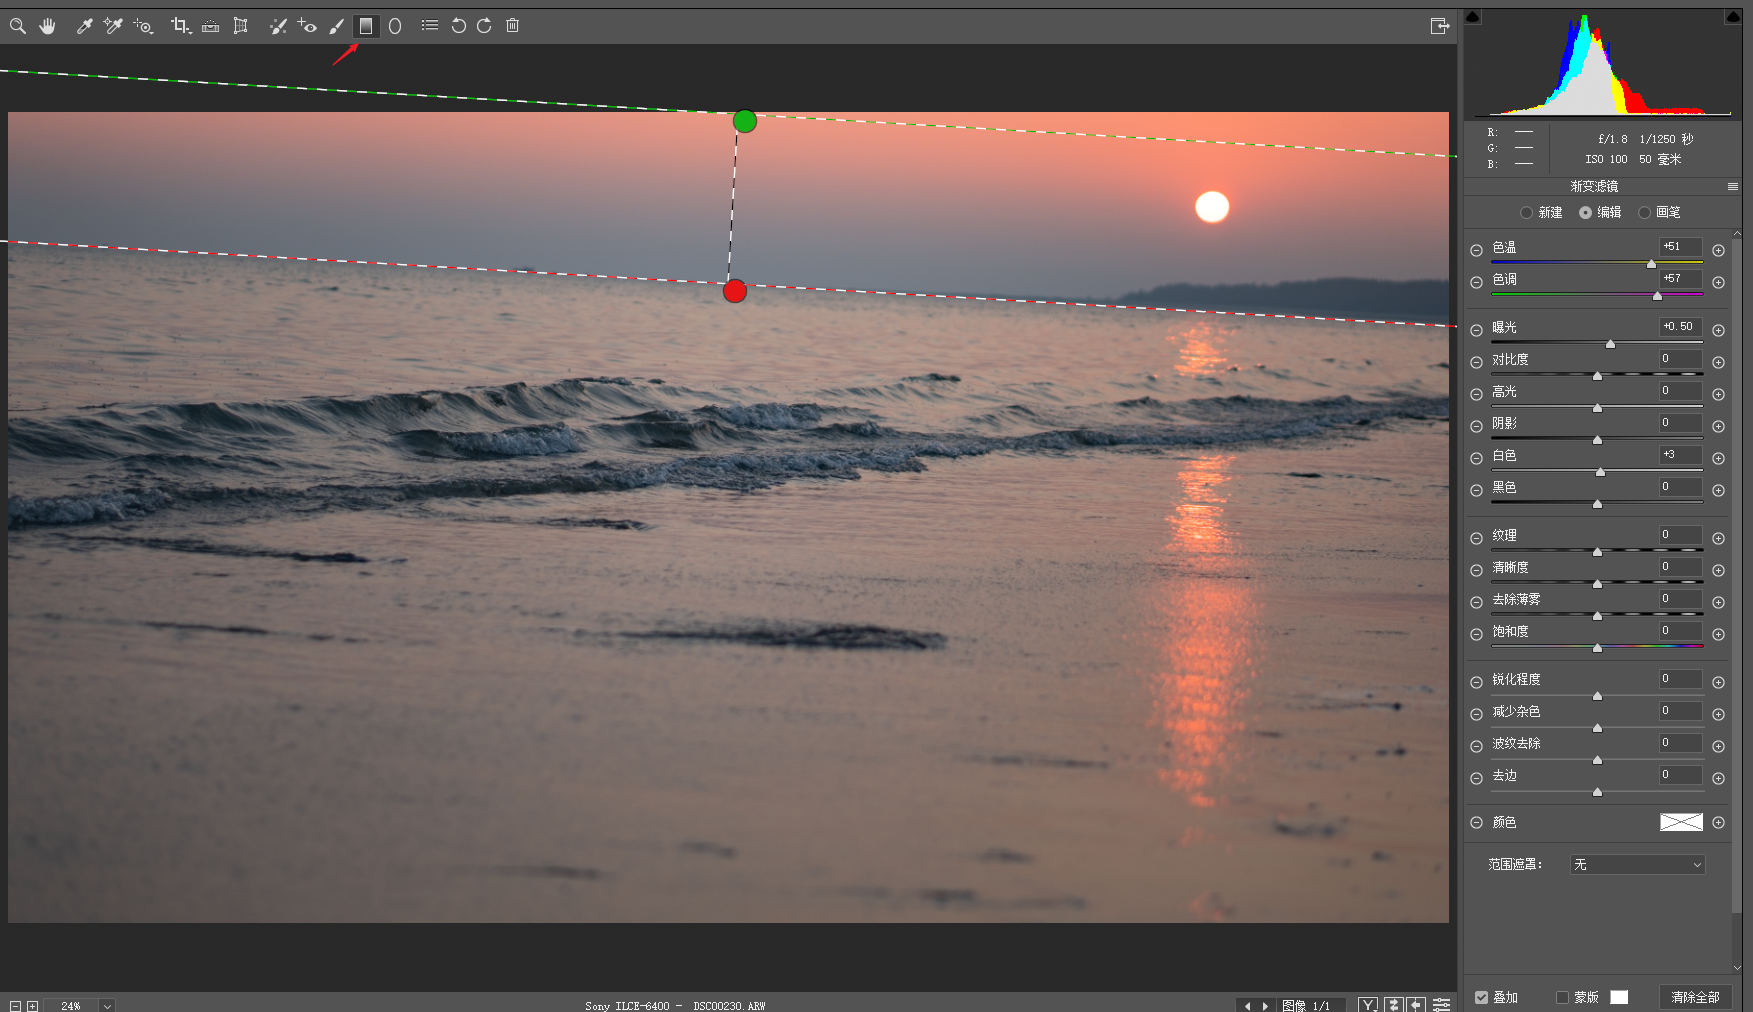 R: —
G: —
B: —
f/1.8 1/1250 秒
ISO 100 50 毫米
渐变滤镜
新建 编辑 画笔
色温 +51
色调 +57
曝光 +0.50
对比度 0
高光 0
阴影 0
白色 +3
黑色 0
纹理 0
清晰度 0
去除薄雾 0
饱和度 0
锐化程度 0
减少杂色 0
波纹去除 0
去边 0
颜色
范围遮罩: 无
叠加 蒙版 清除全部
24%
Sony ILCE-6400 - DSC00230.ARW
图像 1/1
Y